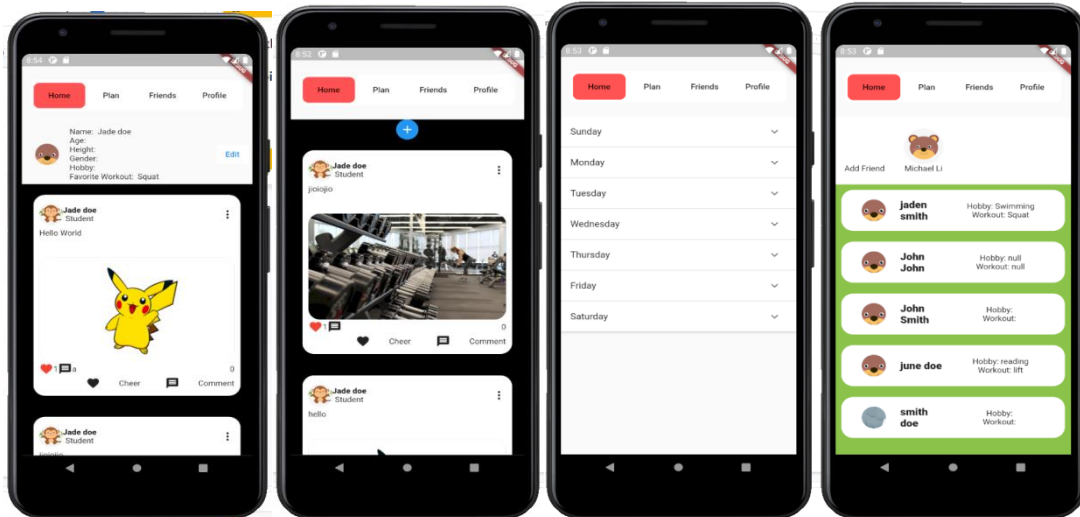 8:54
Home Plan Friends Profile
Name: Jade doe
Age:
Height:
Gender:
Hobby:
Favorite Workout: Squat
Edit
Jade doe
Student
Hello World
1 a 0
Cheer Comment
Jade doe
Student
8:52
Home Plan Friends Profile
+
Jade doe
Student
jioiojio
1 0
Cheer Comment
Jade doe
Student
hello
8:53
Home Plan Friends Profile
Sunday
Monday
Tuesday
Wednesday
Thursday
Friday
Saturday
8:53
Home Plan Friends Profile
Add Friend Michael Li
jaden
smith
Hobby: Swimming
Workout: Squat
John
John
Hobby: null
Workout: null
John
Smith
Hobby:
Workout:
june doe
Hobby: reading
Workout: lift
smith
doe
Hobby:
Workout: